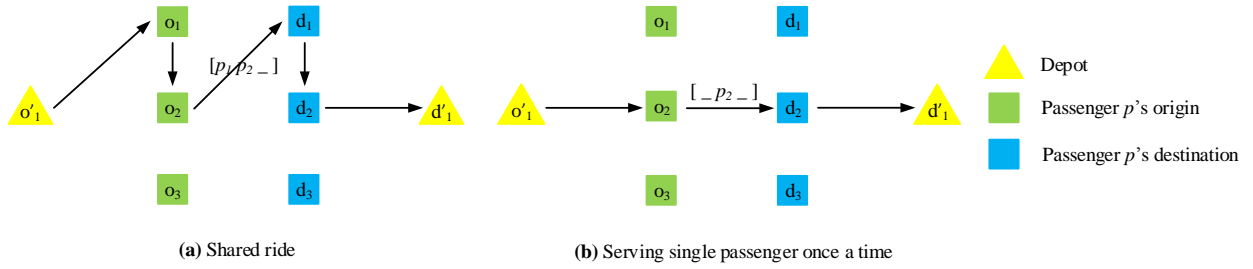 o1 d1 o1 d1
[p1 p2 _ ] [ _ p2 _ ] Depot
o'1 o2 d2 d'1 o'1 o2 d2 d'1 Passenger p's origin
Passenger p's destination
o3 d3 o3 d3
(a) Shared ride (b) Serving single passenger once a time